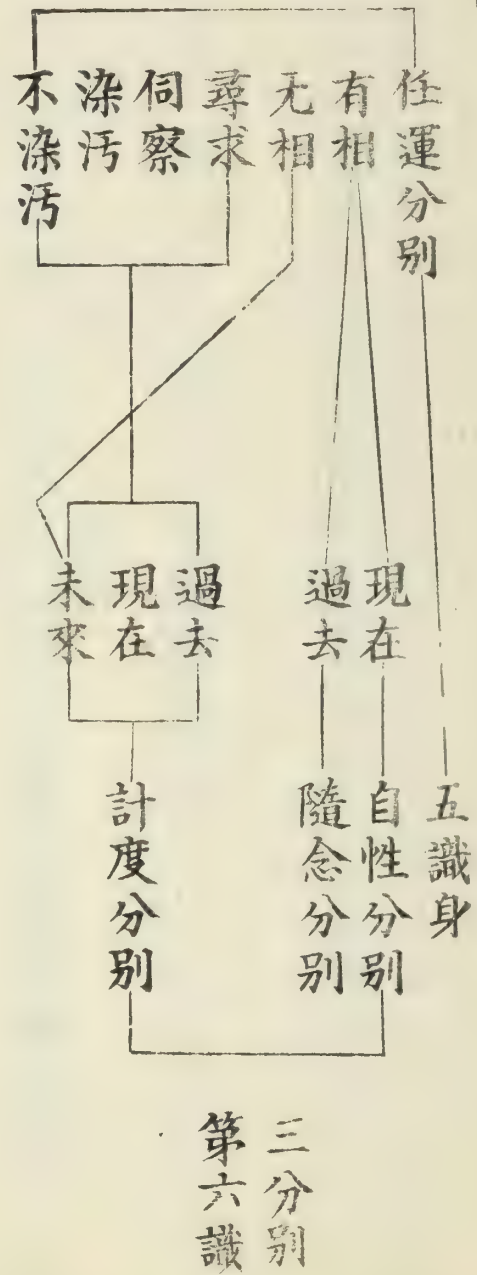 任運分別
有相
无相
尋求
伺察
染汚
不染汚
現在
過去
過去
現在
未來
五識身
自性分別
隨念分別
計度分別
三分別
第六識